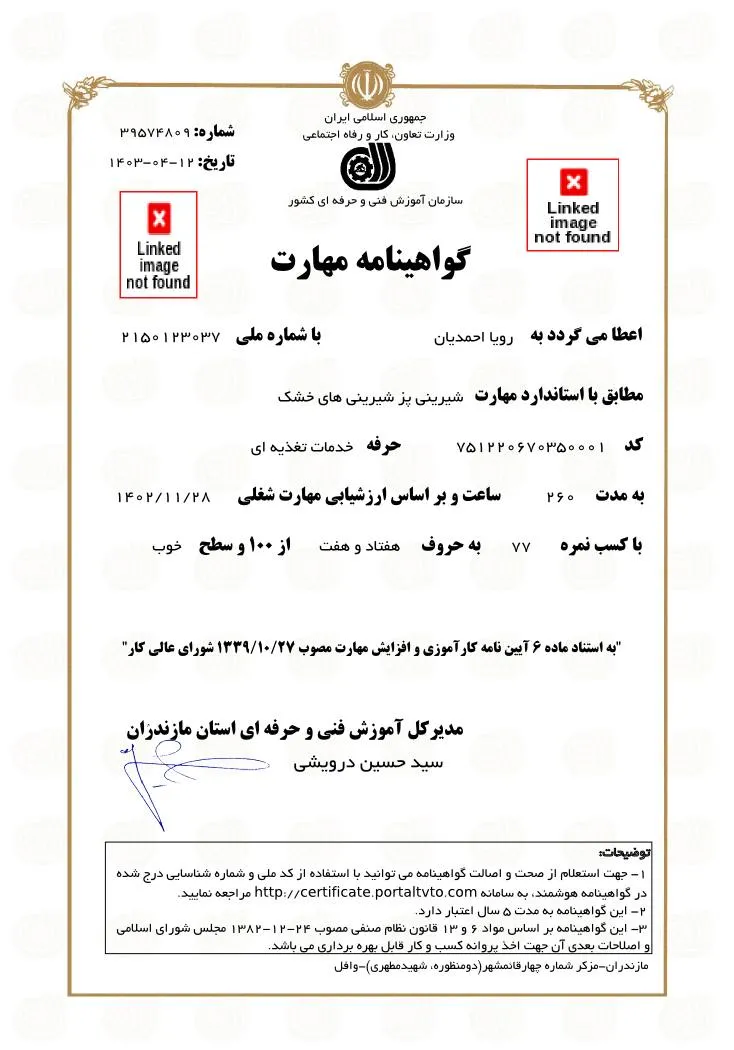 جمهوری اسلامی ایران
وزارت تعاون، کار و رفاه اجتماعی
سازمان آموزش فنی و حرفه ای کشور
شماره: ۳۹۵۷۴۸۰۹
تاریخ: ۱۴۰۳-۰۴-۱۲
Linked
image
not found
Linked
image
not found
گواهینامه مهارت
اعطا می گردد به رویا احمدیان با شماره ملی ۲۱۵۰۱۲۳۰۳۷
مطابق با استاندارد مهارت شیرینی پز شیرینی های خشک
کد ۷۵۱۲۲۰۶۷۰۳۵۰۰۰۱ حرفه خدمات تغذیه ای
به مدت ۲۶۰ ساعت و بر اساس ارزشیابی مهارت شغلی ۱۴۰۲/۱۱/۲۸
با کسب نمره ۷۷ به حروف هفتاد و هفت از ۱۰۰ و سطح خوب
"به استناد ماده ۶ آیین نامه کارآموزی و افزایش مهارت مصوب ۱۳۳۹/۱۰/۲۷ شورای عالی کار"
مدیرکل آموزش فنی و حرفه ای استان مازندران
سید حسین درویشی
توضیحات:
۱- جهت استعلام از صحت و اصالت گواهینامه می توانید با استفاده از کد ملی و شماره شناسایی درج شده
در گواهینامه هوشمند، به سامانه http://certificate.portaltvto.com مراجعه نمایید.
۲- این گواهینامه به مدت ۵ سال اعتبار دارد.
۳- این گواهینامه بر اساس مواد ۶ و ۱۳ قانون نظام صنفی مصوب ۲۴-۱۲-۱۳۸۲ مجلس شورای اسلامی
و اصلاحات بعدی آن جهت اخذ پروانه کسب و کار قابل بهره برداری می باشد.
مازندران-مزکر شماره چهارقائمشهر(دومنظوره، شهیدمطهری)-وافل